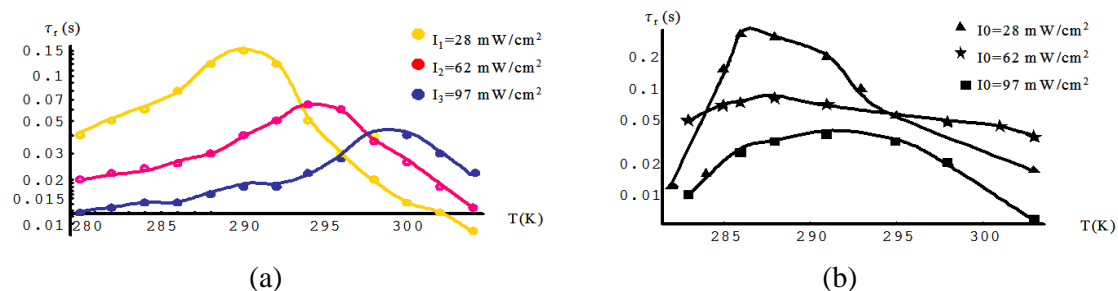 τr (s)
0.15
0.1
0.07
0.05
0.03
0.02
0.015
0.01
280 285 290 295 300
T(K)
I1=28 mW/cm²
I2=62 mW/cm²
I3=97 mW/cm²
(a)
τr (s)
0.2
0.1
0.05
0.02
0.01
285 290 295 300
T(K)
I0=28 mW/cm²
I0=62 mW/cm²
I0=97 mW/cm²
(b)